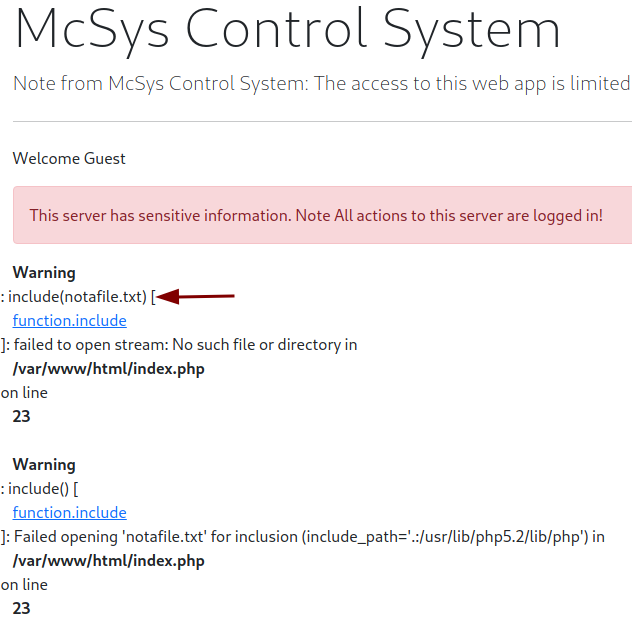 McSys Control System
Note from McSys Control System: The access to this web app is limited
Welcome Guest
This server has sensitive information. Note All actions to this server are logged in!
Warning
: include(notafile.txt) [
function.include
]: failed to open stream: No such file or directory in
/var/www/html/index.php
on line
23
Warning
: include() [
function.include
]: Failed opening 'notafile.txt' for inclusion (include_path='.:/usr/lib/php5.2/lib/php') in
/var/www/html/index.php
on line
23